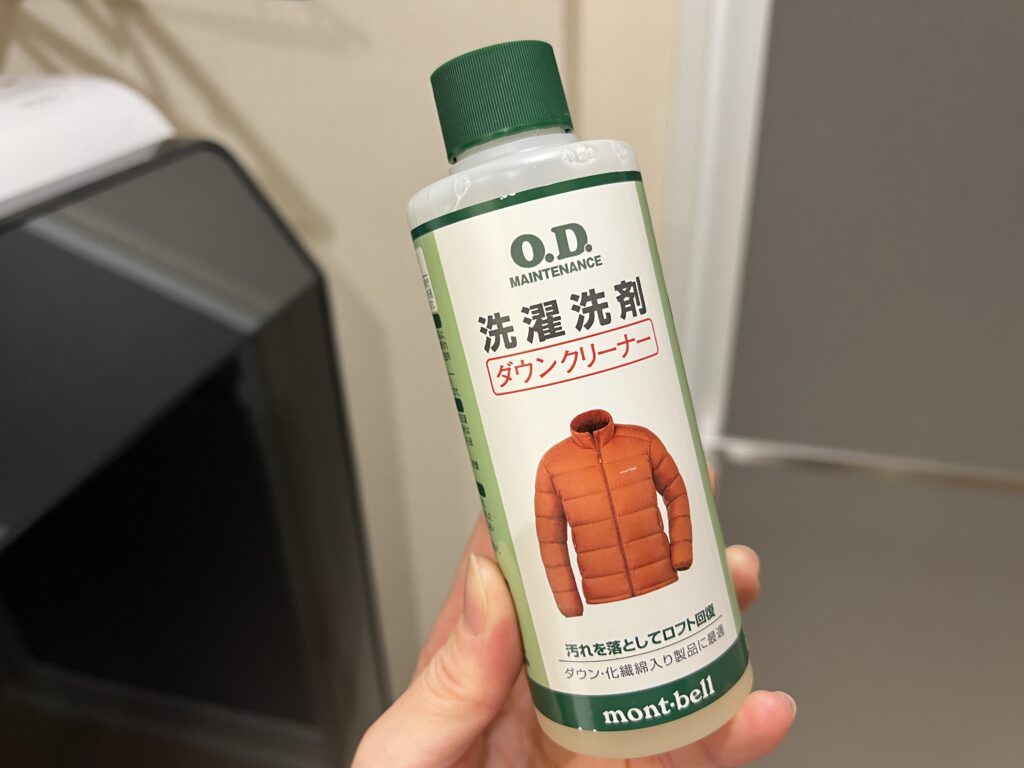 O.D.
MAINTENANCE
洗濯洗剤
ダウンクリーナー
汚れを落としてロフト回復
ダウン・化繊綿入り製品に最適
mont-bell